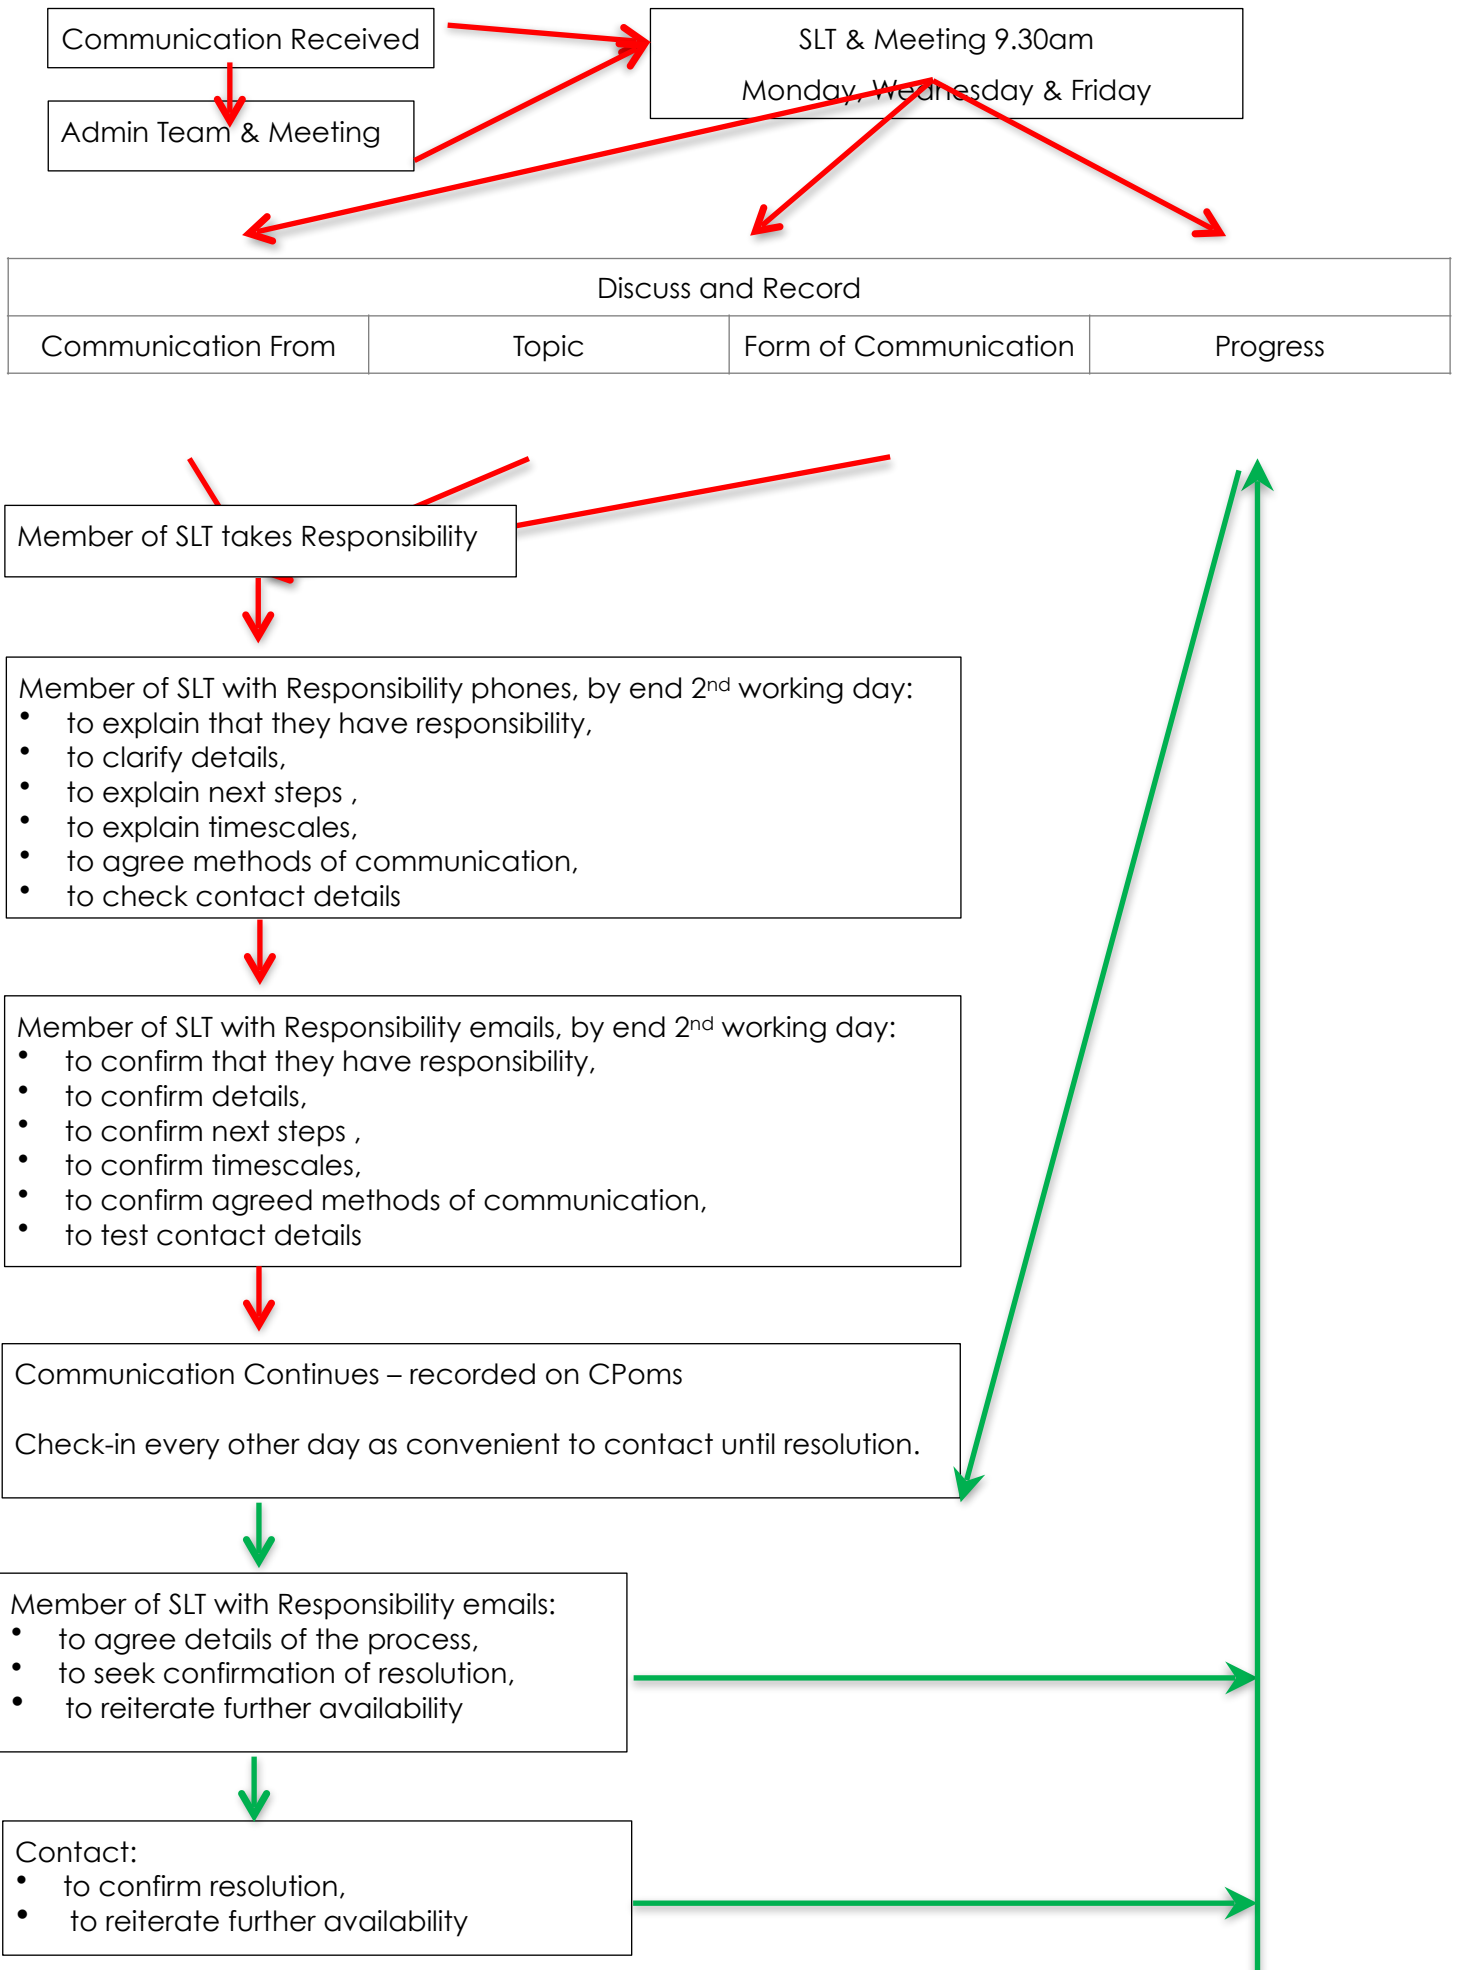 Communication Received
SLT & Meeting 9.30am
Monday, Wednesday & Friday
Admin Team & Meeting
Discuss and Record
Communication From
Topic
Form of Communication
Progress
Member of SLT takes Responsibility
Member of SLT with Responsibility phones, by end 2nd working day:
• to explain that they have responsibility,
• to clarify details,
• to explain next steps ,
• to explain timescales,
• to agree methods of communication,
• to check contact details
Member of SLT with Responsibility emails, by end 2nd working day:
• to confirm that they have responsibility,
• to confirm details,
• to confirm next steps ,
• to confirm timescales,
• to confirm agreed methods of communication,
• to test contact details
Communication Continues – recorded on CPoms
Check-in every other day as convenient to contact until resolution.
Member of SLT with Responsibility emails:
• to agree details of the process,
• to seek confirmation of resolution,
• to reiterate further availability
Contact:
• to confirm resolution,
• to reiterate further availability